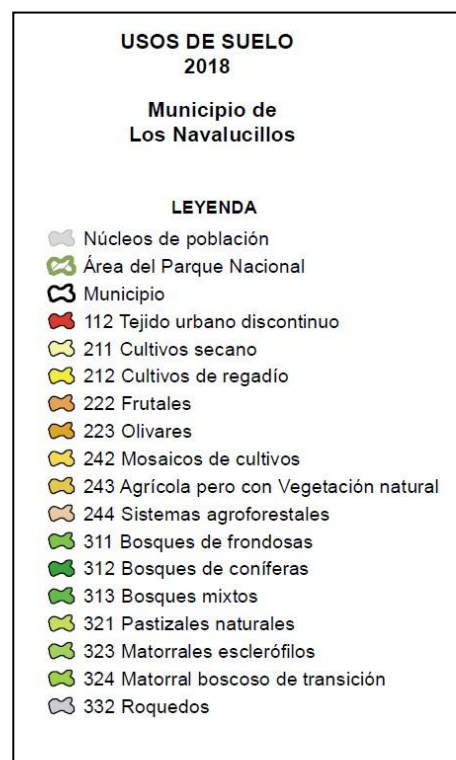 USOS DE SUELO
2018
Municipio de
Los Navalucillos
LEYENDA
Núcleos de población
Área del Parque Nacional
Municipio
112 Tejido urbano discontinuo
211 Cultivos secano
212 Cultivos de regadío
222 Frutales
223 Olivares
242 Mosaicos de cultivos
243 Agrícola pero con Vegetación natural
244 Sistemas agroforestales
311 Bosques de frondosas
312 Bosques de coníferas
313 Bosques mixtos
321 Pastizales naturales
323 Matorrales esclerófilos
324 Matorral boscoso de transición
332 Roquedos